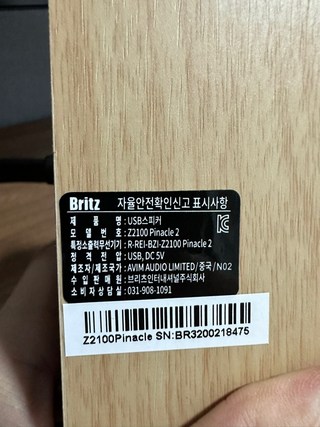 Britz 자율안전확인신고 표시사항
제품명 : USB스피커
모델번호 : Z2100 Pinacle 2
특정소출력무선기기 : R-REI-BZI-Z2100 Pinacle 2
정격전압 : USB, DC 5V
제조자/제조국가 : AVIM AUDIO LIMITED / 중국 / N02
수입판매원 : 브리츠인터내셔널주식회사
소비자상담실 : 031-908-1091
Z2100Pinacle SN:BR3200218475